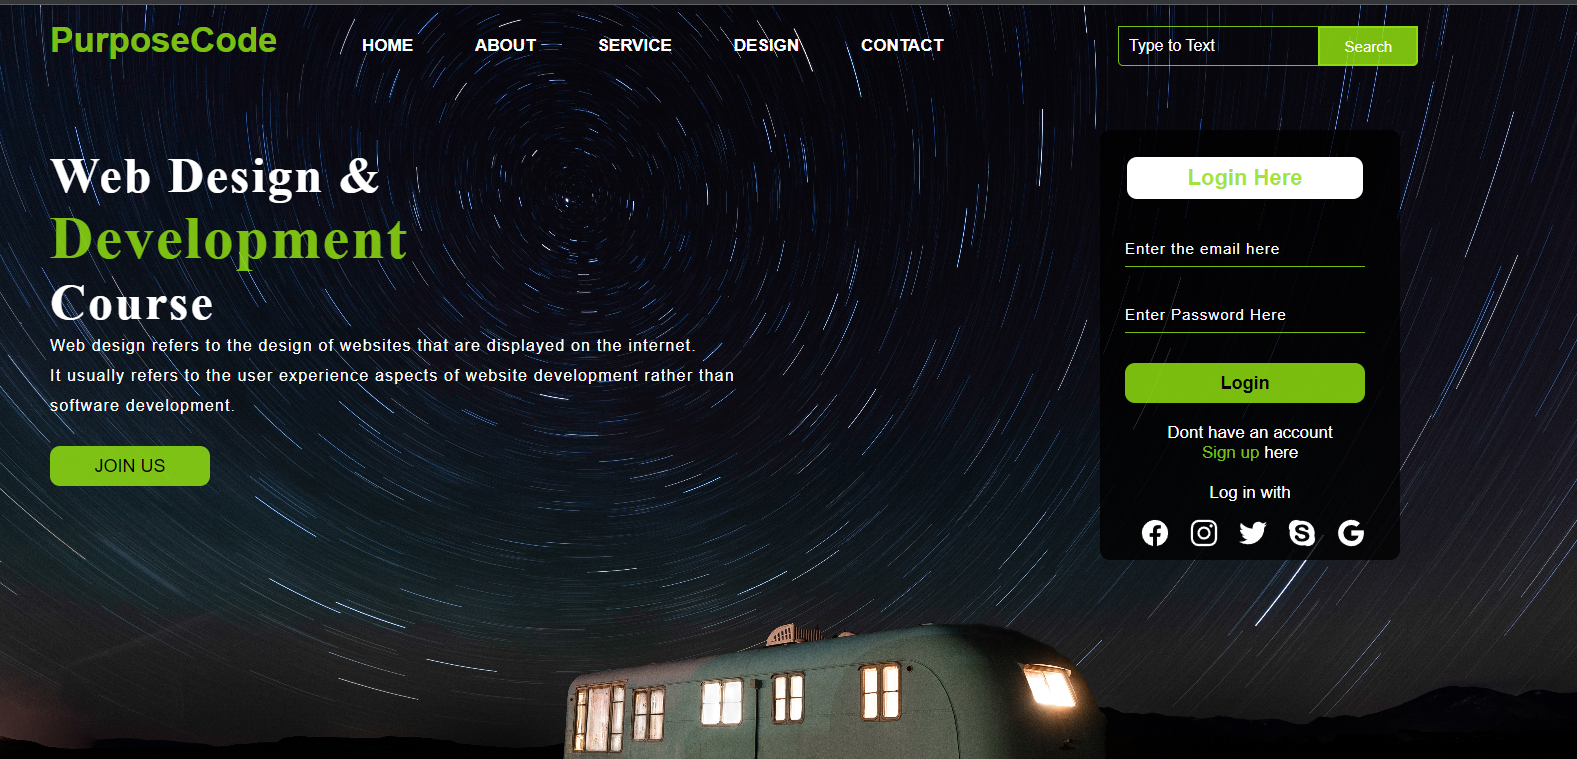 PurposeCode
HOME ABOUT SERVICE DESIGN CONTACT
Type to Text Search
Web Design &
Development
Course
Web design refers to the design of websites that are displayed on the internet.
It usually refers to the user experience aspects of website development rather than
software development.
JOIN US
Login Here
Enter the email here
Enter Password Here
Login
Dont have an account
Sign up here
Log in with